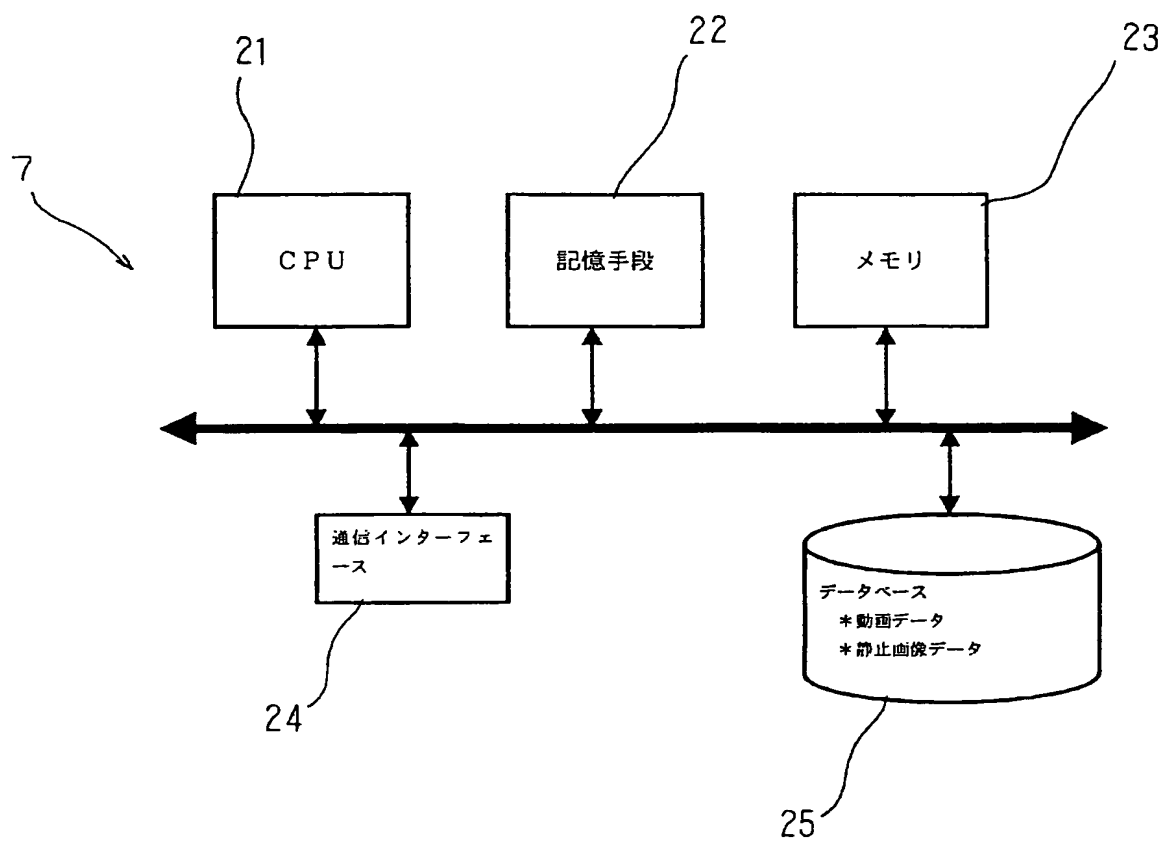 21
22
23
7
ＣＰＵ
記憶手段
メモリ
通信インターフェ
ース
データベース
＊動画データ
＊静止画像データ
24
25